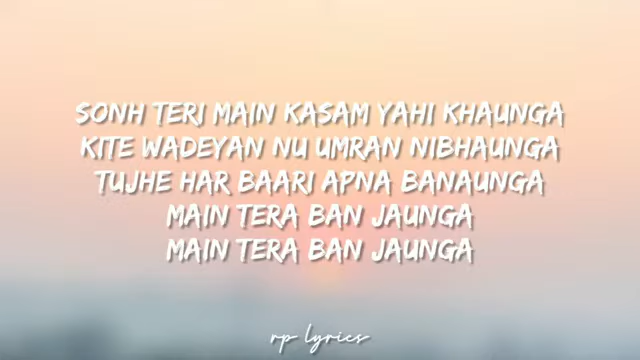 SONH TERI MAIN KASAM YAHI KHAUNGA
KITE WADEYAN NU UMRAN NIBHAUNGA
TUJHE HAR BAARI APNA BANAUNGA
MAIN TERA BAN JAUNGA
MAIN TERA BAN JAUNGA
rp lyrics